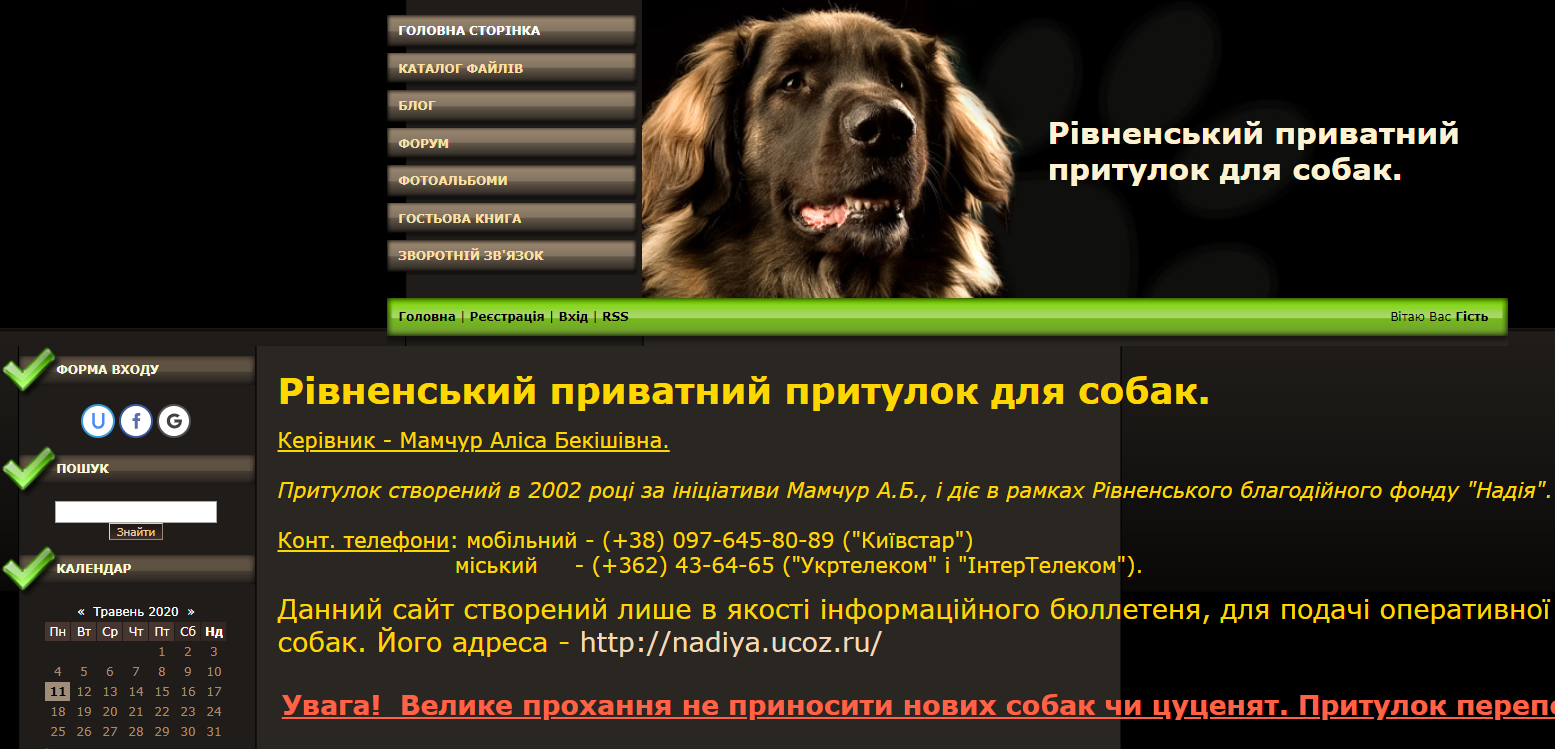 ГОЛОВНА СТОРІНКА
КАТАЛОГ ФАЙЛІВ
БЛОГ
ФОРУМ
ФОТОАЛЬБОМИ
ГОСТЬОВА КНИГА
ЗВОРОТНІЙ ЗВ'ЯЗОК
Рівненський приватний
притулок для собак.
Головна | Реєстрація | Вхід | RSS
Вітаю Вас Гість
ФОРМА ВХОДУ
U f G
ПОШУК
Знайти
КАЛЕНДАР
« Травень 2020 »
Пн Вт Ср Чт Пт Сб Нд
1 2 3
4 5 6 7 8 9 10
11 12 13 14 15 16 17
18 19 20 21 22 23 24
25 26 27 28 29 30 31
Рівненський приватний притулок для собак.
Керівник - Мамчур Аліса Бекішівна.
Притулок створений в 2002 році за ініціативи Мамчур А.Б., і діє в рамках Рівненського благодійного фонду "Надія".
Конт. телефони: мобільний - (+38) 097-645-80-89 ("Київстар")
міський - (+362) 43-64-65 ("Укртелеком" і "ІнтерТелеком").
Данний сайт створений лише в якості інформаційного бюллетеня, для подачі оперативної
собак. Його адреса - http://nadiya.ucoz.ru/
Увага! Велике прохання не приносити нових собак чи цуценят. Притулок